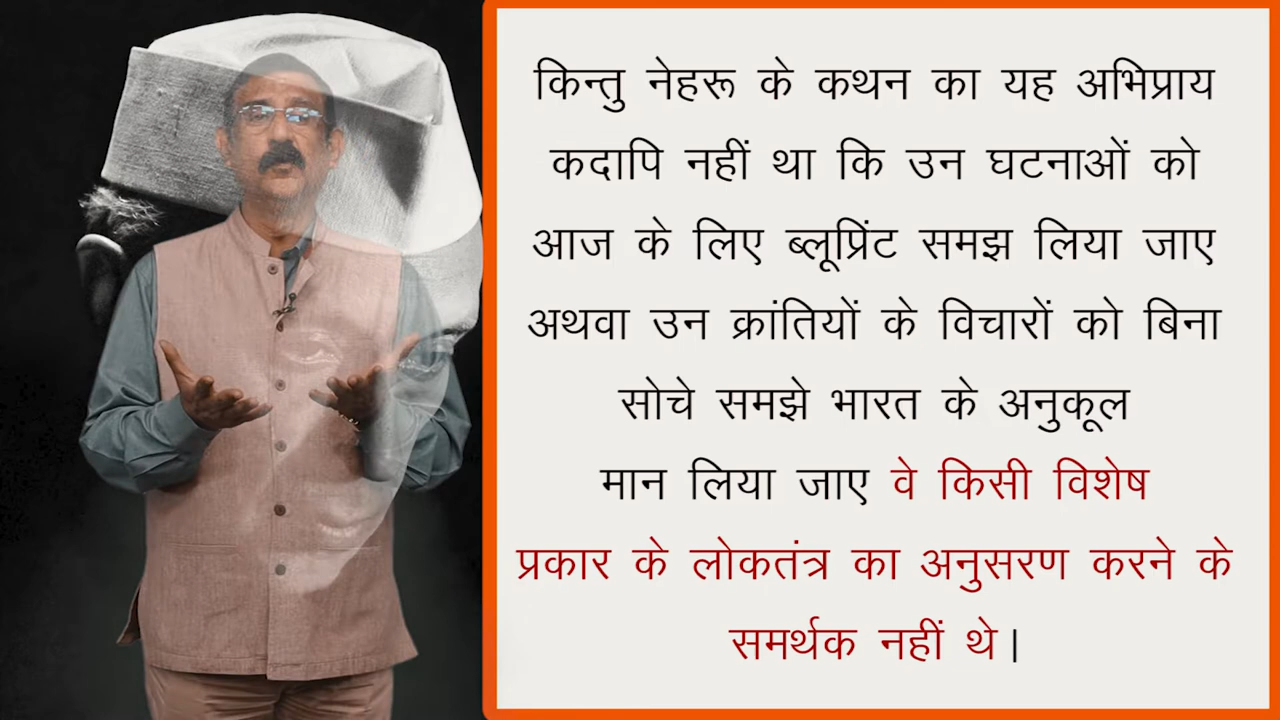 किन्तु नेहरू के कथन का यह अभिप्राय
कदापि नहीं था कि उन घटनाओं को
आज के लिए ब्लूप्रिंट समझ लिया जाए
अथवा उन क्रांतियों के विचारों को बिना
सोचे समझे भारत के अनुकूल
मान लिया जाए वे किसी विशेष
प्रकार के लोकतंत्र का अनुसरण करने के
समर्थक नहीं थे|